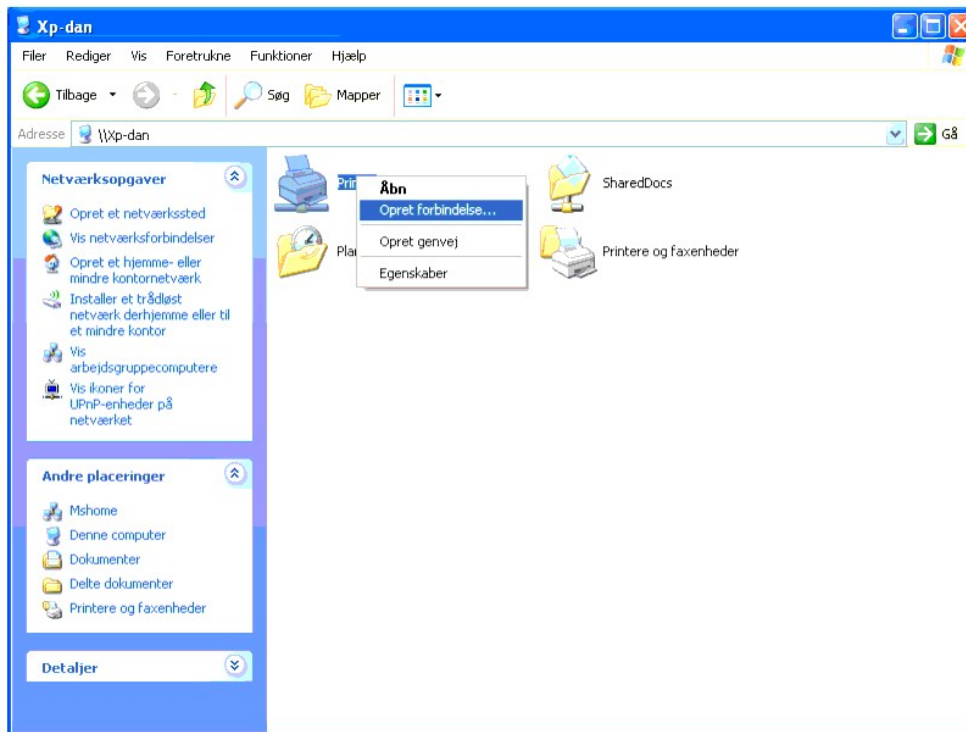 Xp-dan
Filer Rediger Vis Foretrukne Funktioner Hjælp
Tilbage Søg Mapper
Adresse \\Xp-dan Gå
Netværksopgaver
Opret et netværkssted
Vis netværksforbindelser
Opret et hjemme- eller
mindre kontornetværk
Installer et trådløst
netværk derhjemme eller til
et mindre kontor
Vis
arbejdsgruppecomputere
Vis ikoner for
UPnP-enheder på
netværket
Andre placeringer
Mshome
Denne computer
Dokumenter
Delte dokumenter
Printere og faxenheder
Detaljer
SharedDocs
Printere og faxenheder
Åbn
Opret forbindelse...
Opret genvej
Egenskaber